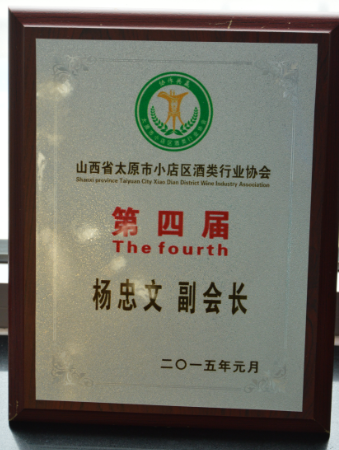 山西省太原市小店区酒类行业协会
Shanxi province Taiyuan City Xiao Dian District Wine Industry Association
第四届
The fourth
杨忠文 副会长
二〇一五年元月